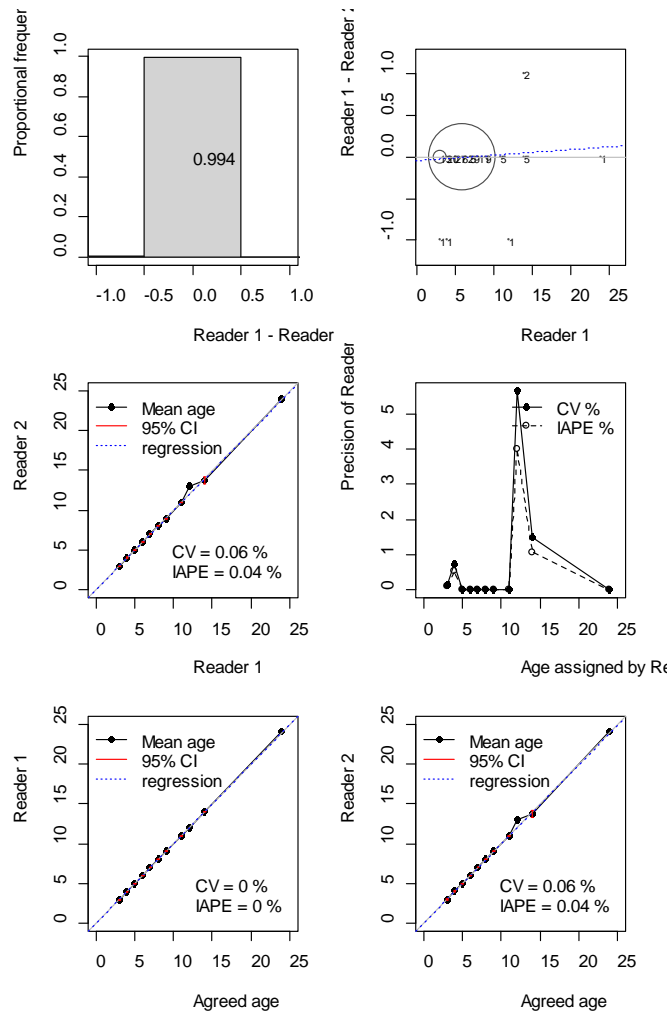 Proportional frequer
0.0 0.2 0.4 0.6 0.8 1.0
0.994
-1.0 -0.5 0.0 0.5 1.0
Reader 1 - Reader
Reader 1 - Reader
-1.0 0.0 0.5 1.0
2
5 5 1
1 1 1
0 5 10 15 20 25
Reader 1
Reader 2
0 5 10 15 20 25
Mean age
95% CI
regression
CV = 0.06 %
IAPE = 0.04 %
0 5 10 15 20 25
Reader 1
Precision of Reader
0 1 2 3 4 5
CV %
IAPE %
0 5 10 15 20 25
Age assigned by Re
Reader 1
0 5 10 15 20 25
Mean age
95% CI
regression
CV = 0 %
IAPE = 0 %
0 5 10 15 20 25
Agreed age
Reader 2
0 5 10 15 20 25
Mean age
95% CI
regression
CV = 0.06 %
IAPE = 0.04 %
0 5 10 15 20 25
Agreed age